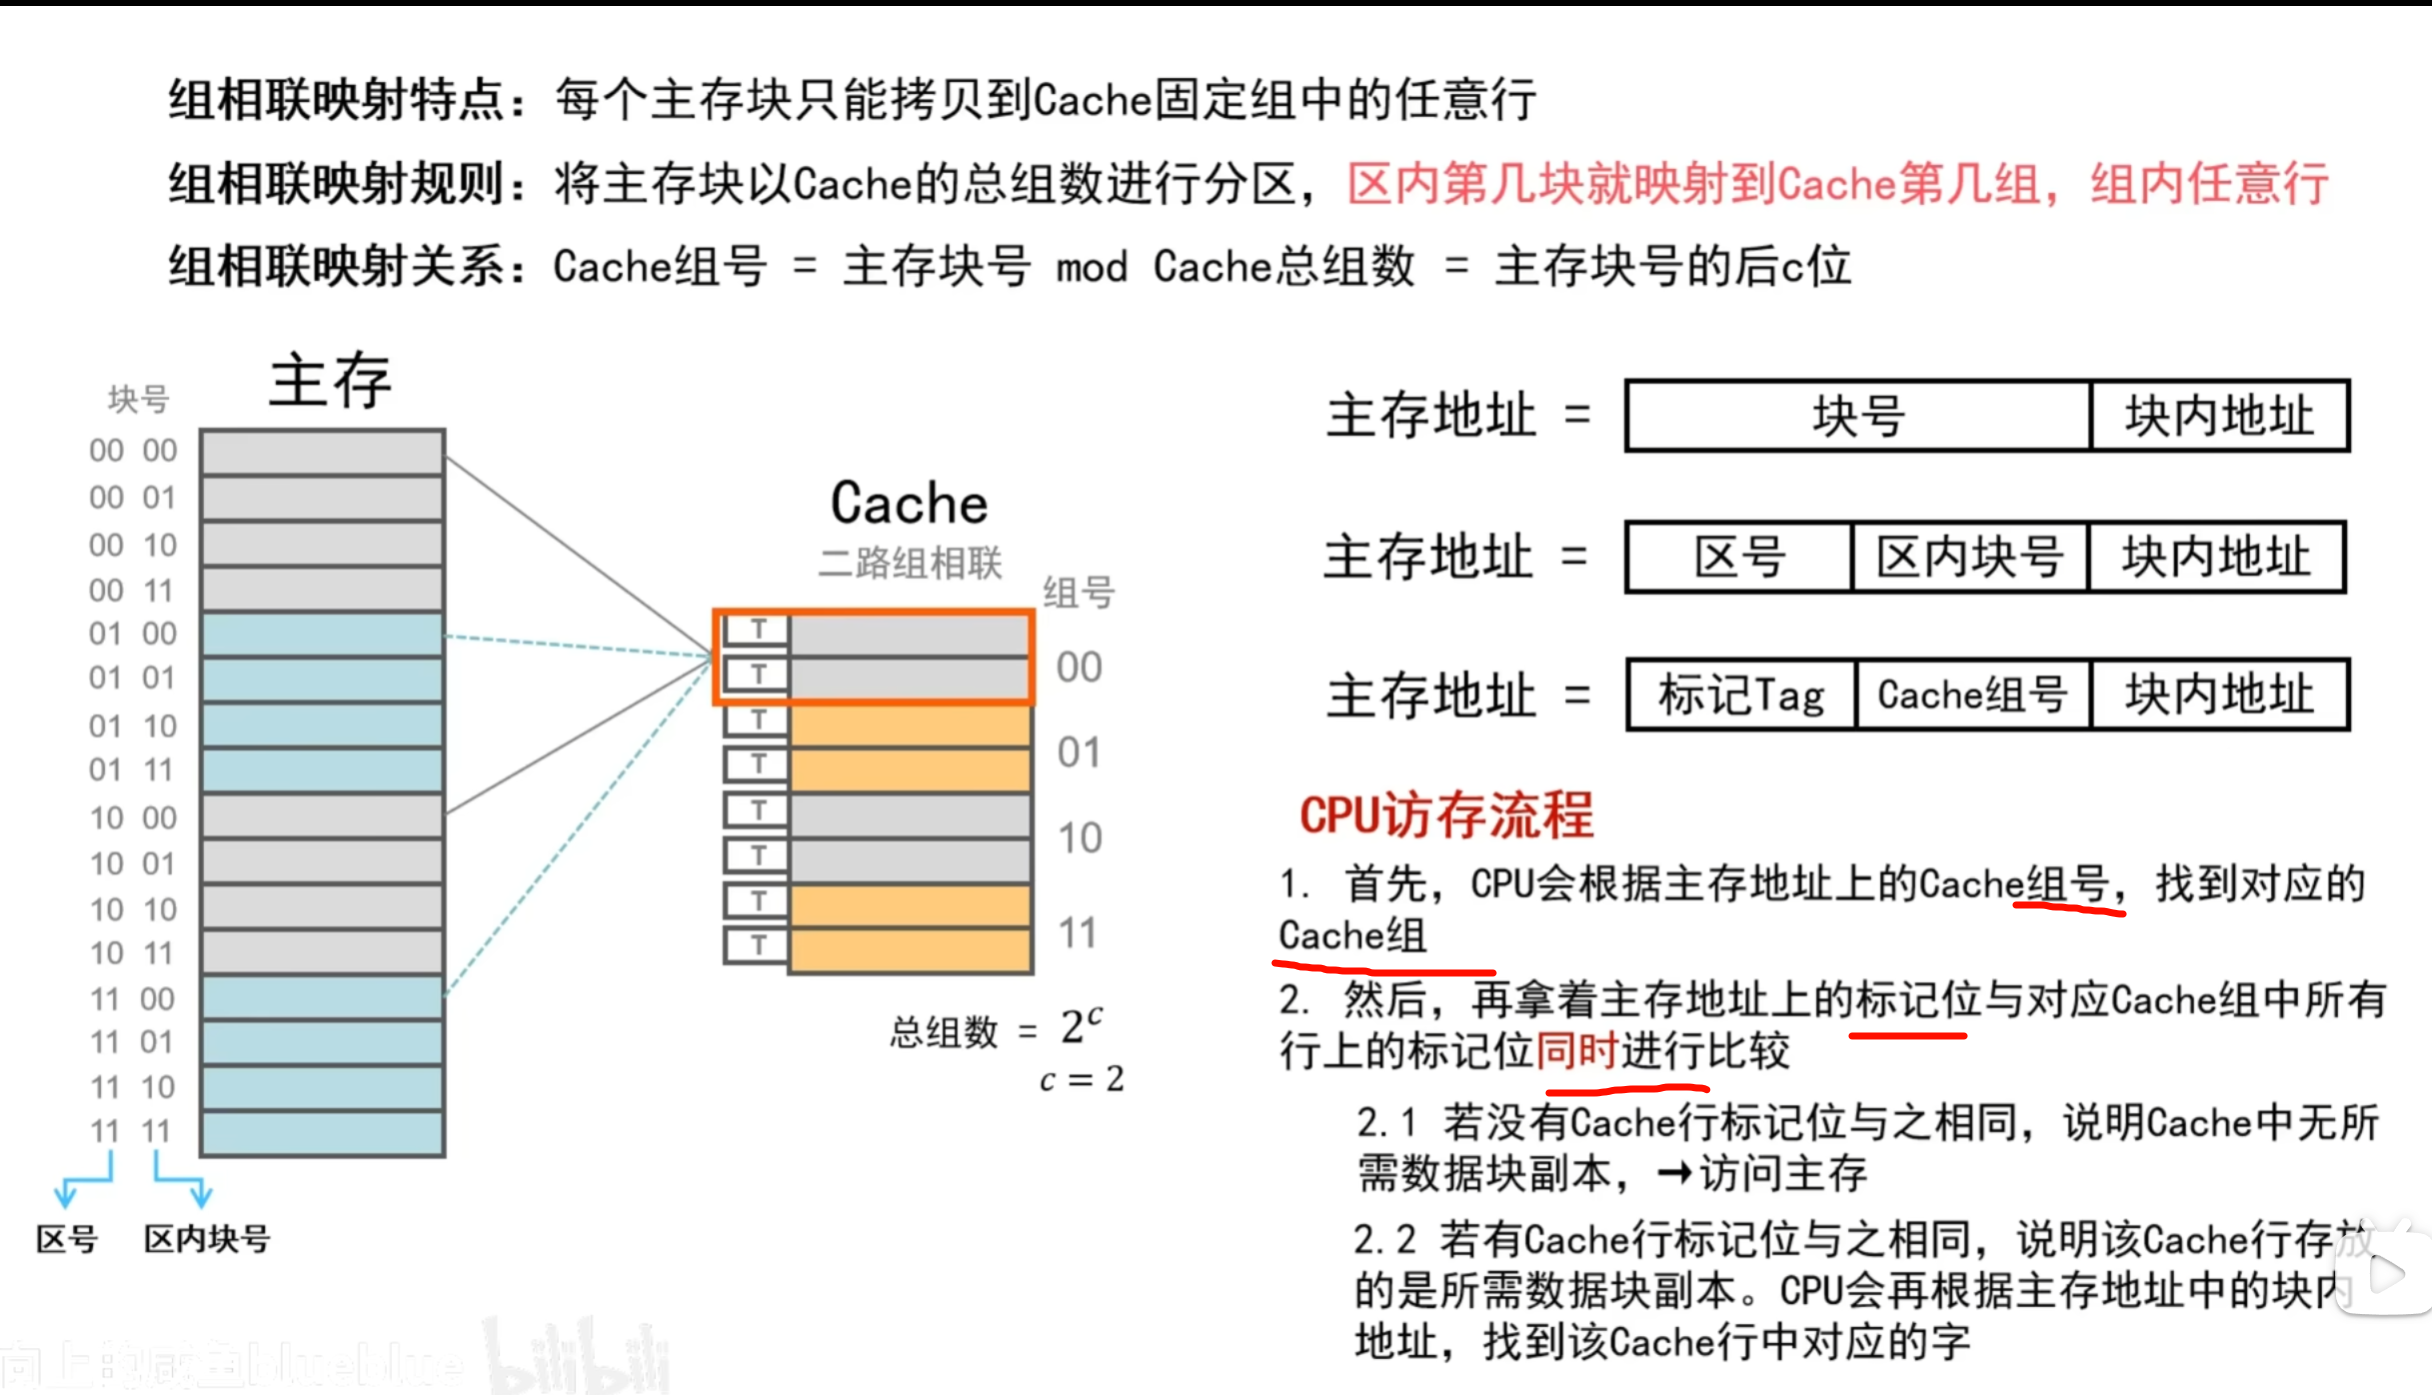 组相联映射特点：每个主存块只能拷贝到Cache固定组中的任意行
组相联映射规则：将主存块以Cache的总组数进行分区，区内第几块就映射到Cache第几组，组内任意行
组相联映射关系：Cache组号 = 主存块号 mod Cache总组数 = 主存块号的后c位
主存
块号
00 00
00 01
00 10
00 11
01 00
01 01
01 10
01 11
10 00
10 01
10 10
10 11
11 00
11 01
11 10
11 11
区号 区内块号
Cache
二路组相联
组号
T
T
00
T
T
01
T
T
10
T
T
11
总组数 = 2^c
c = 2
主存地址 = 块号 块内地址
主存地址 = 区号 区内块号 块内地址
主存地址 = 标记Tag Cache组号 块内地址
CPU访存流程
1. 首先，CPU会根据主存地址上的Cache组号，找到对应的
Cache组
2. 然后，再拿着主存地址上的标记位与对应Cache组中所有
行上的标记位同时进行比较
2.1 若没有Cache行标记位与之相同，说明Cache中无所
需数据块副本，→访问主存
2.2 若有Cache行标记位与之相同，说明该Cache行存放
的是所需数据块副本。CPU会再根据主存地址中的块内
地址，找到该Cache行中对应的字
向上的咸鱼blueblue
bilibili